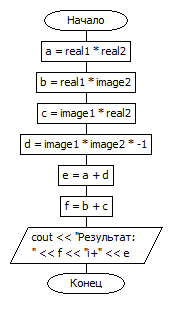 Начало
a = real1 * real2
b = real1 * image2
c = image1 * real2
d = image1 * image2 * -1
e = a + d
f = b + c
cout << "Результат:
" << f << "i+" << e
Конец